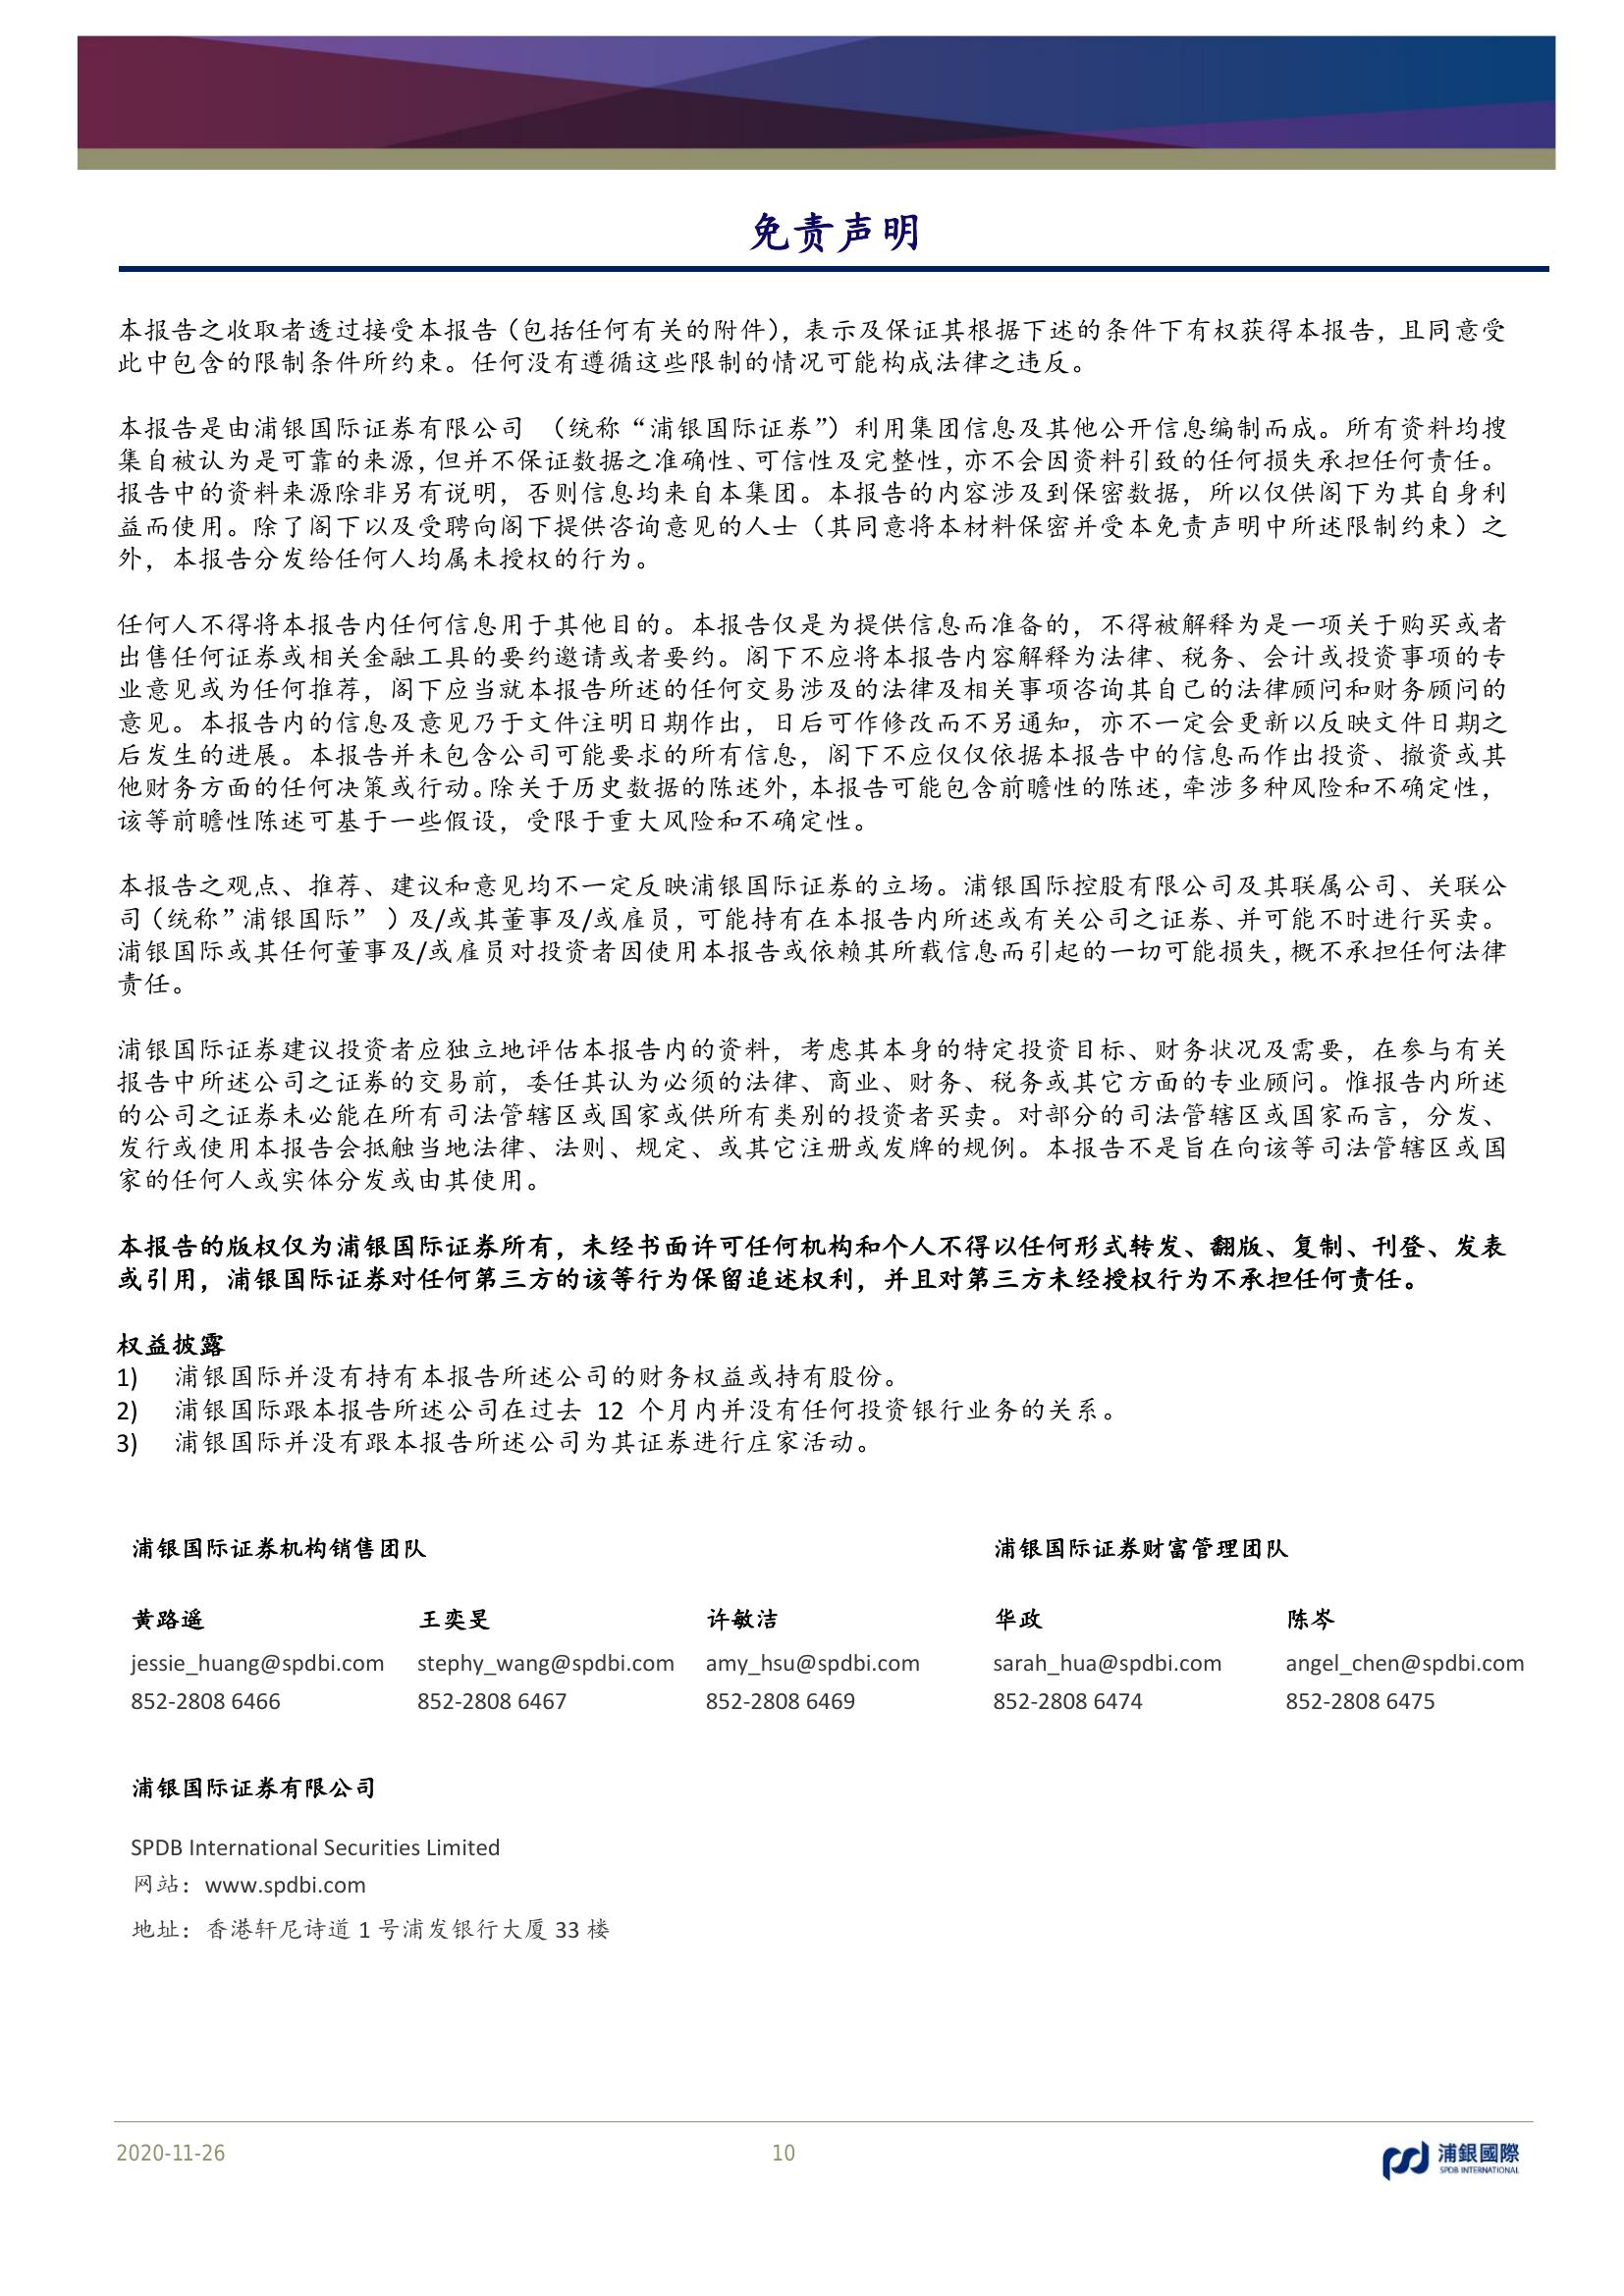 免责声明
本报告之收取者透过接受本报告（包括任何有关的附件），表示及保证其根据下述的条件下有权获得本报告，且同意受
此中包含的限制条件所约束。任何没有遵循这些限制的情况可能构成法律之违反。
本报告是由浦银国际证券有限公司 （统称“浦银国际证券”）利用集团信息及其他公开信息编制而成。所有资料均搜
集自被认为是可靠的来源，但并不保证数据之准确性、可信性及完整性，亦不会因资料引致的任何损失承担任何责任。
报告中的资料来源除非另有说明，否则信息均来自本集团。本报告的内容涉及到保密数据，所以仅供阁下为其自身利
益而使用。除了阁下以及受聘向阁下提供咨询意见的人士（其同意将本材料保密并受本免责声明中所述限制约束）之
外，本报告分发给任何人均属未授权的行为。
任何人不得将本报告内任何信息用于其他目的。本报告仅是为提供信息而准备的，不得被解释为是一项关于购买或者
出售任何证券或相关金融工具的要约邀请或者要约。阁下不应将本报告内容解释为法律、税务、会计或投资事项的专
业意见或为任何推荐，阁下应当就本报告所述的任何交易涉及的法律及相关事项咨询其自己的法律顾问和财务顾问的
意见。本报告内的信息及意见乃于文件注明日期作出，日后可作修改而不另通知，亦不一定会更新以反映文件日期之
后发生的进展。本报告并未包含公司可能要求的所有信息，阁下不应仅仅依据本报告中的信息而作出投资、撤资或其
他财务方面的任何决策或行动。除关于历史数据的陈述外，本报告可能包含前瞻性的陈述，牵涉多种风险和不确定性，
该等前瞻性陈述可基于一些假设，受限于重大风险和不确定性。
本报告之观点、推荐、建议和意见均不一定反映浦银国际证券的立场。浦银国际控股有限公司及其联属公司、关联公
司（统称”浦银国际” ）及/或其董事及/或雇员，可能持有在本报告内所述或有关公司之证券、并可能不时进行买卖。
浦银国际或其任何董事及/或雇员对投资者因使用本报告或依赖其所载信息而引起的一切可能损失，概不承担任何法律
责任。
浦银国际证券建议投资者应独立地评估本报告内的资料，考虑其本身的特定投资目标、财务状况及需要，在参与有关
报告中所述公司之证券的交易前，委任其认为必须的法律、商业、财务、税务或其它方面的专业顾问。惟报告内所述
的公司之证券未必能在所有司法管辖区或国家或供所有类别的投资者买卖。对部分的司法管辖区或国家而言，分发、
发行或使用本报告会抵触当地法律、法则、规定、或其它注册或发牌的规例。本报告不是旨在向该等司法管辖区或国
家的任何人或实体分发或由其使用。
本报告的版权仅为浦银国际证券所有，未经书面许可任何机构和个人不得以任何形式转发、翻版、复制、刊登、发表
或引用，浦银国际证券对任何第三方的该等行为保留追述权利，并且对第三方未经授权行为不承担任何责任。
权益披露
1) 浦银国际并没有持有本报告所述公司的财务权益或持有股份。
2) 浦银国际跟本报告所述公司在过去 12 个月内并没有任何投资银行业务的关系。
3) 浦银国际并没有跟本报告所述公司为其证券进行庄家活动。
浦银国际证券机构销售团队 浦银国际证券财富管理团队
黄路遥 王奕旻 许敏洁 华政 陈岑
jessie_huang@spdbi.com stephy_wang@spdbi.com amy_hsu@spdbi.com sarah_hua@spdbi.com angel_chen@spdbi.com
852-2808 6466 852-2808 6467 852-2808 6469 852-2808 6474 852-2808 6475
浦银国际证券有限公司
SPDB International Securities Limited
网站：www.spdbi.com
地址：香港轩尼诗道 1 号浦发银行大厦 33 楼
2020-11-26 10 浦銀國際
SPDB INTERNATIONAL